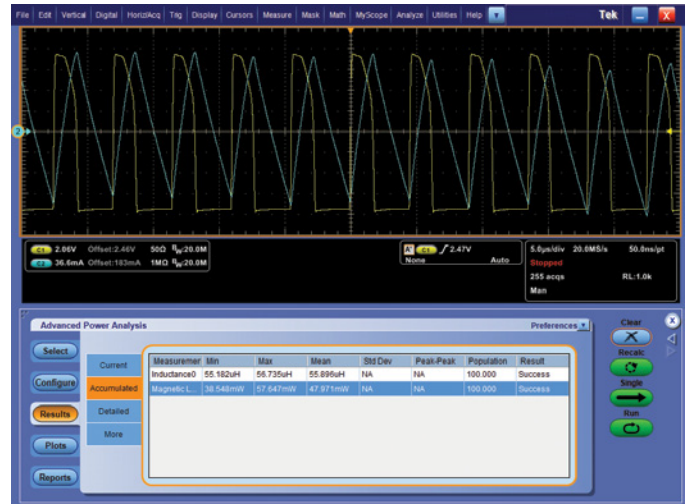 File Edit Vertical Digital Horiz/Acq Trig Display Cursors Measure Mask Math MyScope Analyze Utilities Help Tek X
2
C1 2.06V Offset:2.46V 50Ω BW:20.0M
C2 36.6mA Offset:183mA 1MΩ BW:20.0M
A' C1 2.47V
None Auto
5.0µs/div 20.0MS/s 50.0ns/pt
Stopped
255 acqs RL:1.0k
Man
Advanced Power Analysis Preferences
Clear
X
Select
Current
Measuremer Min Max Mean Std Dev Peak-Peak Population Result
Recalc
Inductance0 55.182uH 56.735uH 55.896uH NA NA 100.000 Success
Configure
Accumulated
Magnetic L... 38.548mW 57.647mW 47.971mW NA NA 100.000 Success
Single
Results
Detailed
Run
More
Plots
Reports